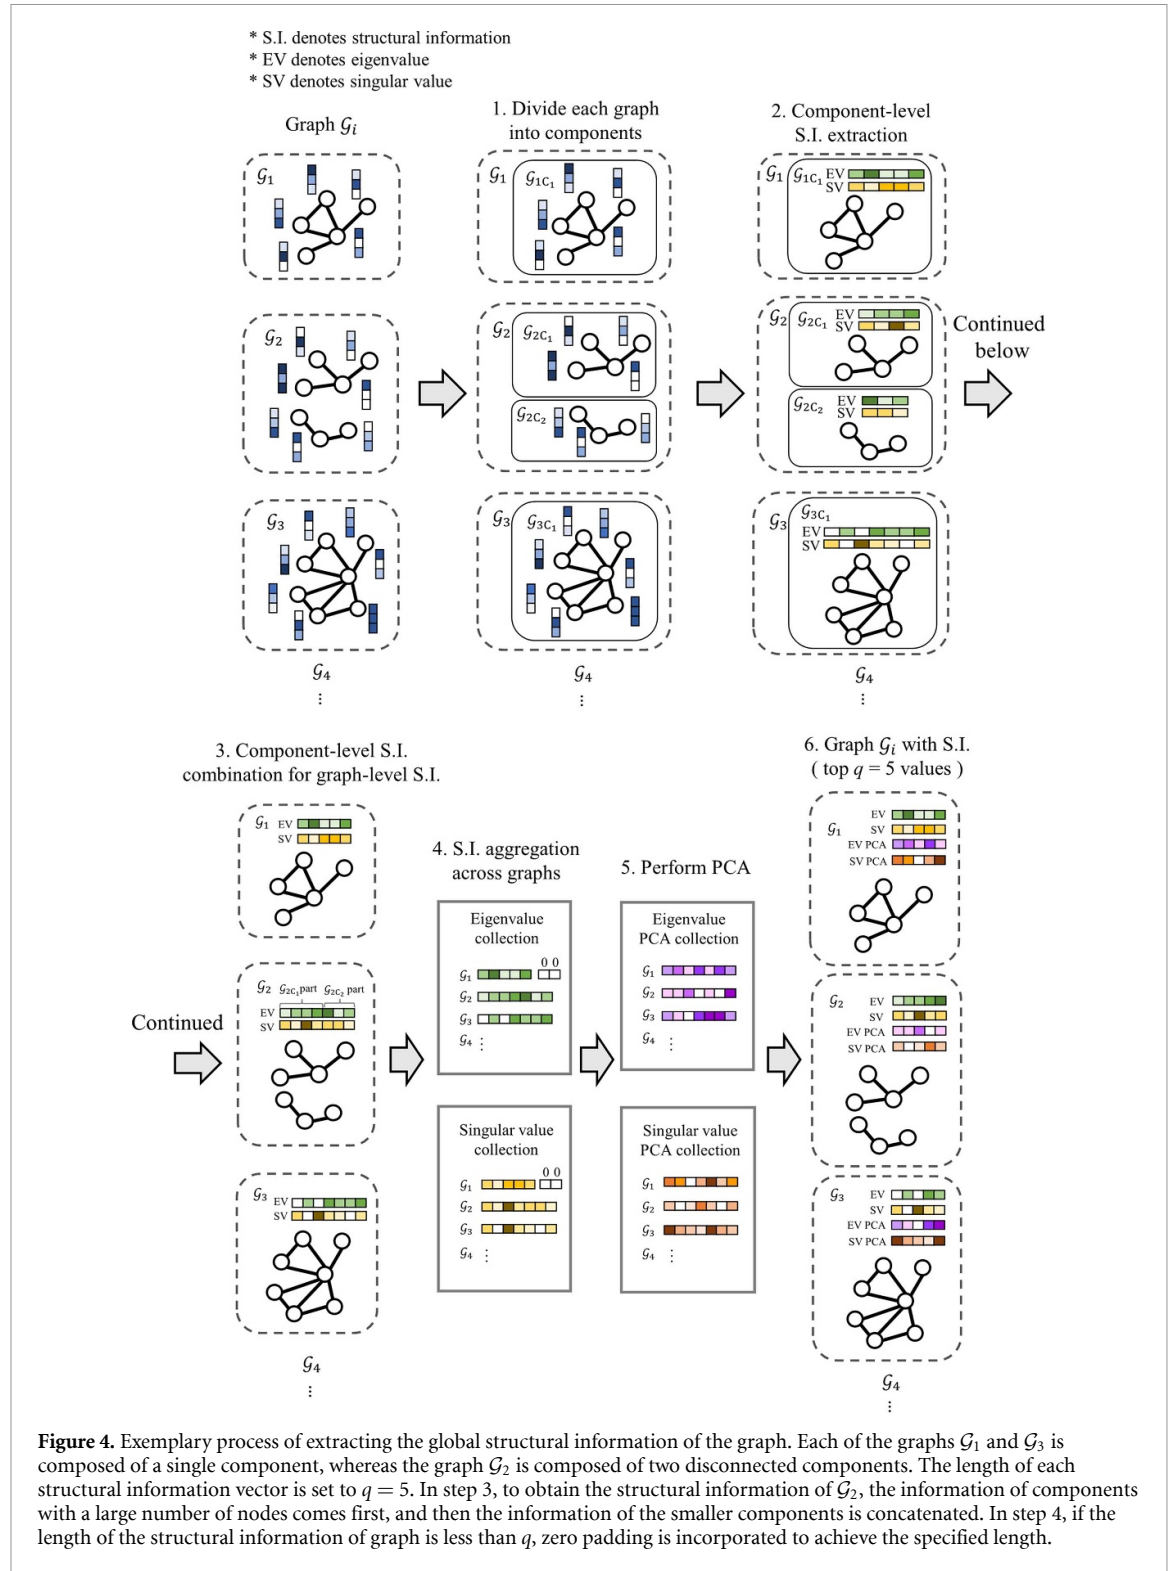 * S.I. denotes structural information
* EV denotes eigenvalue
* SV denotes singular value
Graph 𝒢i
1. Divide each graph
into components
2. Component-level
S.I. extraction
𝒢1
𝒢1 𝒢1C1
𝒢1 𝒢1C1 EV
SV
𝒢2
𝒢2 𝒢2C1
𝒢2C2
𝒢2 𝒢2C1 EV
SV
𝒢2C2 EV
SV
Continued
below
𝒢3
𝒢3 𝒢3C1
𝒢3 𝒢3C1
EV
SV
𝒢4
⋮
𝒢4
⋮
𝒢4
⋮
3. Component-level S.I.
combination for graph-level S.I.
𝒢1 EV
SV
𝒢2 𝒢2C1 part 𝒢2C2 part
EV
SV
Continued
𝒢3 EV
SV
𝒢4
⋮
4. S.I. aggregation
across graphs
Eigenvalue
collection
0 0
𝒢1
𝒢2
𝒢3
𝒢4 ⋮
Singular value
collection
0 0
𝒢1
𝒢2
𝒢3
𝒢4 ⋮
5. Perform PCA
Eigenvalue
PCA collection
𝒢1
𝒢2
𝒢3
𝒢4 ⋮
Singular value
PCA collection
𝒢1
𝒢2
𝒢3
𝒢4 ⋮
6. Graph 𝒢i with S.I.
( top q = 5 values )
𝒢1
EV
SV
EV PCA
SV PCA
𝒢2
EV
SV
EV PCA
SV PCA
𝒢3
EV
SV
EV PCA
SV PCA
𝒢4
⋮
Figure 4. Exemplary process of extracting the global structural information of the graph. Each of the graphs 𝒢1 and 𝒢3 is
composed of a single component, whereas the graph 𝒢2 is composed of two disconnected components. The length of each
structural information vector is set to q = 5. In step 3, to obtain the structural information of 𝒢2, the information of components
with a large number of nodes comes first, and then the information of the smaller components is concatenated. In step 4, if the
length of the structural information of graph is less than q, zero padding is incorporated to achieve the specified length.